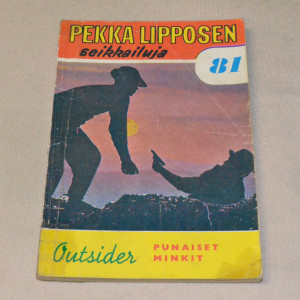 PEKKA LIPPOSEN
seikkailuja
81
Outsider
PUNAISET
MINKIT